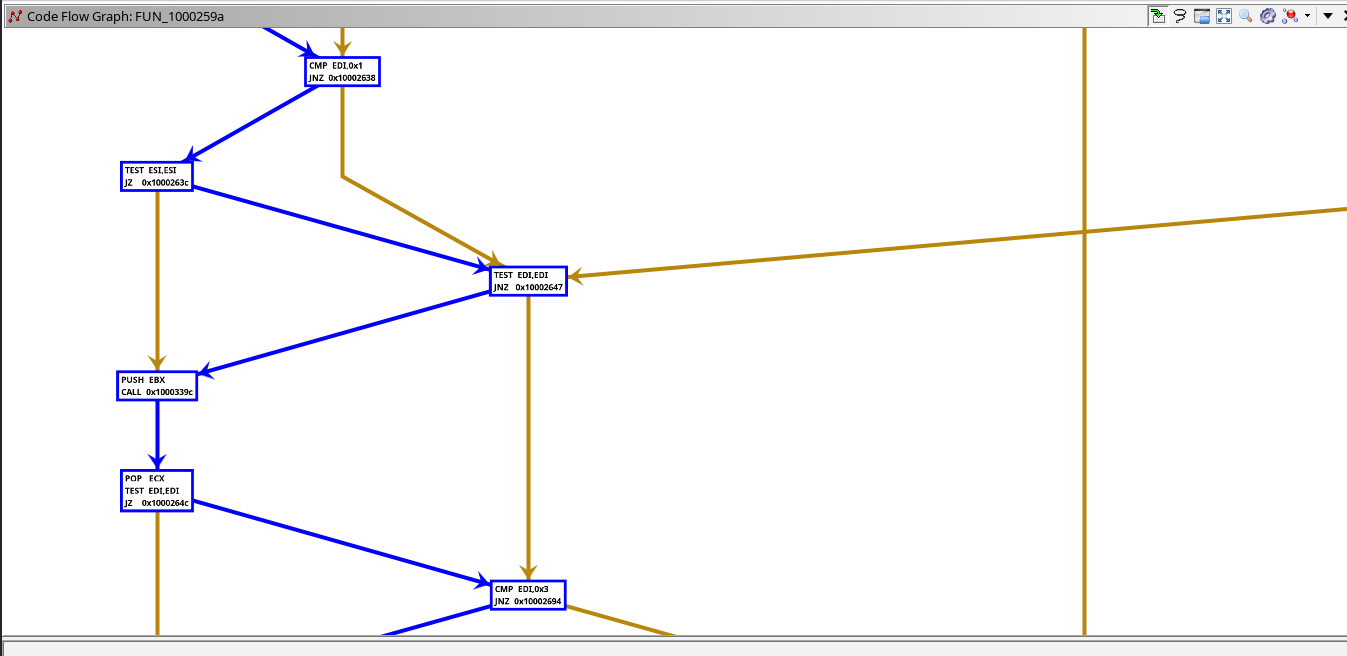 Code Flow Graph: FUN_1000259a
CMP EDI,0x1
JNZ 0x10002638
TEST ESI,ESI
JZ 0x1000263c
TEST EDI,EDI
JNZ 0x10002647
PUSH EBX
CALL 0x1000339c
POP ECX
TEST EDI,EDI
JZ 0x1000264c
CMP EDI,0x3
JNZ 0x10002694